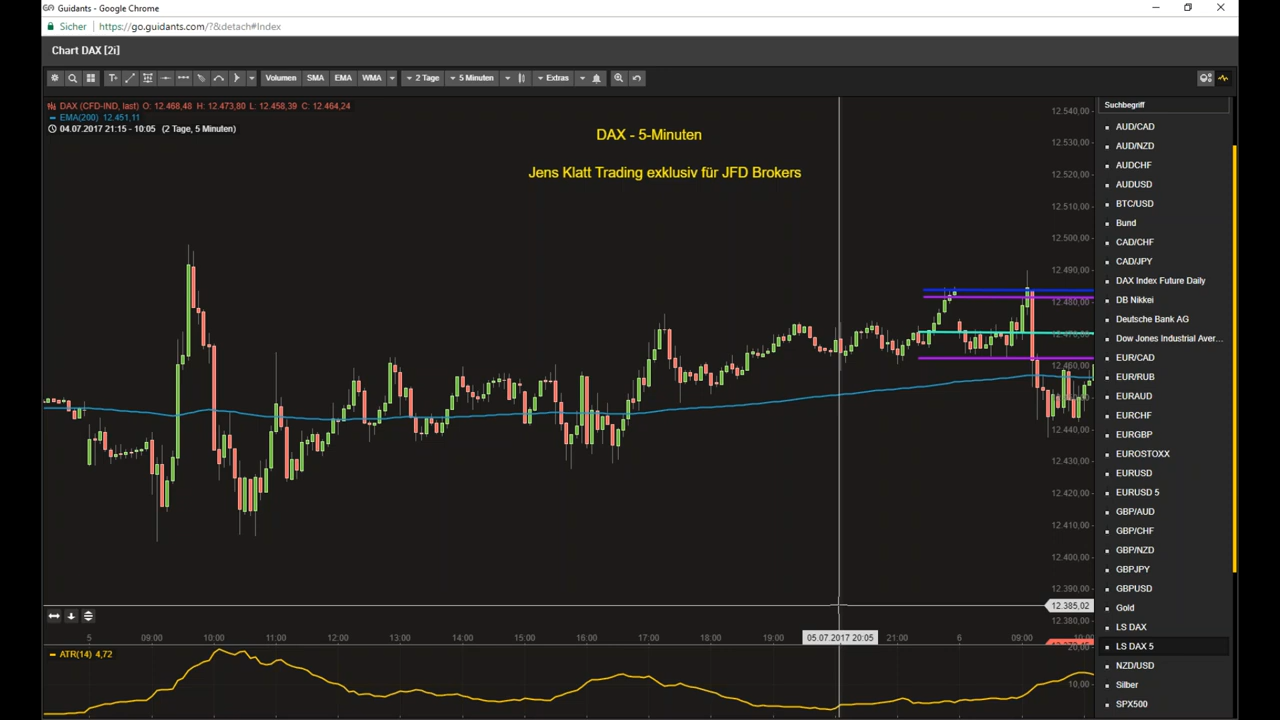 Guidants - Google Chrome
Sicher https://go.guidants.com/?&detach#Index
Chart DAX [2i]
Volumen SMA EMA WMA 2 Tage 5 Minuten Extras
DAX (CFD-IND, last) O: 12.468,48 H: 12.473,80 L: 12.458,39 C: 12.464,24
EMA(200) 12.451,11
04.07.2017 21:15 - 10:05 (2 Tage, 5 Minuten)
DAX - 5-Minuten
Jens Klatt Trading exklusiv für JFD Brokers
12.540,00
12.530,00
12.520,00
12.510,00
12.500,00
12.490,00
12.480,00
12.470,00
12.460,00
12.450,00
12.440,00
12.430,00
12.420,00
12.410,00
12.400,00
12.390,00
12.385,02
12.380,00
5 09:00 10:00 11:00 12:00 13:00 14:00 15:00 16:00 17:00 18:00 19:00 05.07.2017 20:05 21:00 6 09:00
ATR(14) 4,72
20,00
10,00
Suchbegriff
AUD/CAD
AUD/NZD
AUDCHF
AUDUSD
BTC/USD
Bund
CAD/CHF
CAD/JPY
DAX Index Future Daily
DB Nikkei
Deutsche Bank AG
Dow Jones Industrial Aver...
EUR/CAD
EUR/RUB
EURAUD
EURCHF
EURGBP
EUROSTOXX
EURUSD
EURUSD 5
GBP/AUD
GBP/CHF
GBP/NZD
GBPJPY
GBPUSD
Gold
LS DAX
LS DAX 5
NZD/USD
Silber
SPX500